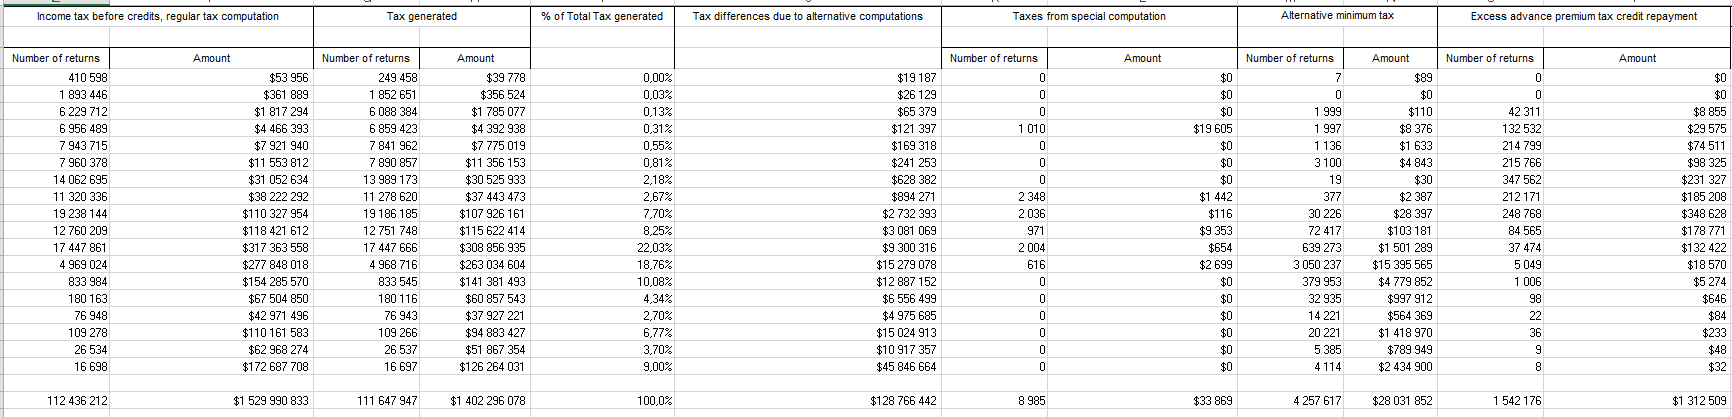 Income tax before credits, regular tax computation Tax generated % of Total Tax generated Tax differences due to alternative computations Taxes from special computation Alternative minimum tax Excess advance premium tax credit repayment
Number of returns Amount Number of returns Amount Number of returns Amount Number of returns Amount Number of returns Amount
410 598 $53 956 249 458 $39 778 0,00% $19 187 0 $0 7 $89 0 $0
1 893 446 $361 889 1 852 651 $356 524 0,03% $26 129 0 $0 0 $0 0 $0
6 229 712 $1 817 294 6 088 384 $1 785 077 0,13% $65 379 0 $0 1 999 $110 42 311 $8 855
6 956 489 $4 466 393 6 859 423 $4 392 938 0,31% $121 397 1 010 $19 605 1 997 $8 376 132 532 $29 575
7 943 715 $7 921 940 7 841 962 $7 775 019 0,55% $169 318 0 $0 1 136 $1 633 214 799 $74 511
7 960 378 $11 553 812 7 890 857 $11 356 153 0,81% $241 253 0 $0 3 100 $4 843 215 766 $98 325
14 062 695 $31 052 634 13 989 173 $30 525 933 2,18% $628 382 0 $0 19 $30 347 562 $231 327
11 320 336 $38 222 292 11 278 620 $37 443 473 2,67% $894 271 2 348 $1 442 377 $2 387 212 171 $185 208
19 238 144 $110 327 954 19 186 185 $107 926 161 7,70% $2 732 393 2 036 $116 30 226 $28 397 248 768 $348 628
12 760 209 $118 421 612 12 751 748 $115 622 414 8,25% $3 081 069 971 $9 353 72 417 $103 181 84 565 $178 771
17 447 861 $317 363 558 17 447 666 $308 856 935 22,03% $9 300 316 2 004 $654 639 273 $1 501 289 37 474 $132 422
4 969 024 $277 848 018 4 968 716 $263 034 604 18,76% $15 279 078 616 $2 699 3 050 237 $15 395 565 5 049 $18 570
833 984 $154 285 570 833 545 $141 381 493 10,08% $12 887 152 0 $0 379 953 $4 779 852 1 006 $5 274
180 163 $67 504 850 180 116 $60 857 543 4,34% $6 556 499 0 $0 32 935 $997 912 98 $646
76 948 $42 971 496 76 943 $37 927 221 2,70% $4 975 685 0 $0 14 221 $564 369 22 $84
109 278 $110 161 583 109 266 $94 883 427 6,77% $15 024 913 0 $0 20 221 $1 418 970 36 $233
26 534 $62 968 274 26 537 $51 867 354 3,70% $10 917 357 0 $0 5 385 $789 949 9 $48
16 698 $172 687 708 16 697 $126 264 031 9,00% $45 846 664 0 $0 4 114 $2 434 900 8 $32
112 436 212 $1 529 990 833 111 647 947 $1 402 296 078 100,0% $128 766 442 8 985 $33 869 4 257 617 $28 031 852 1 542 176 $1 312 509